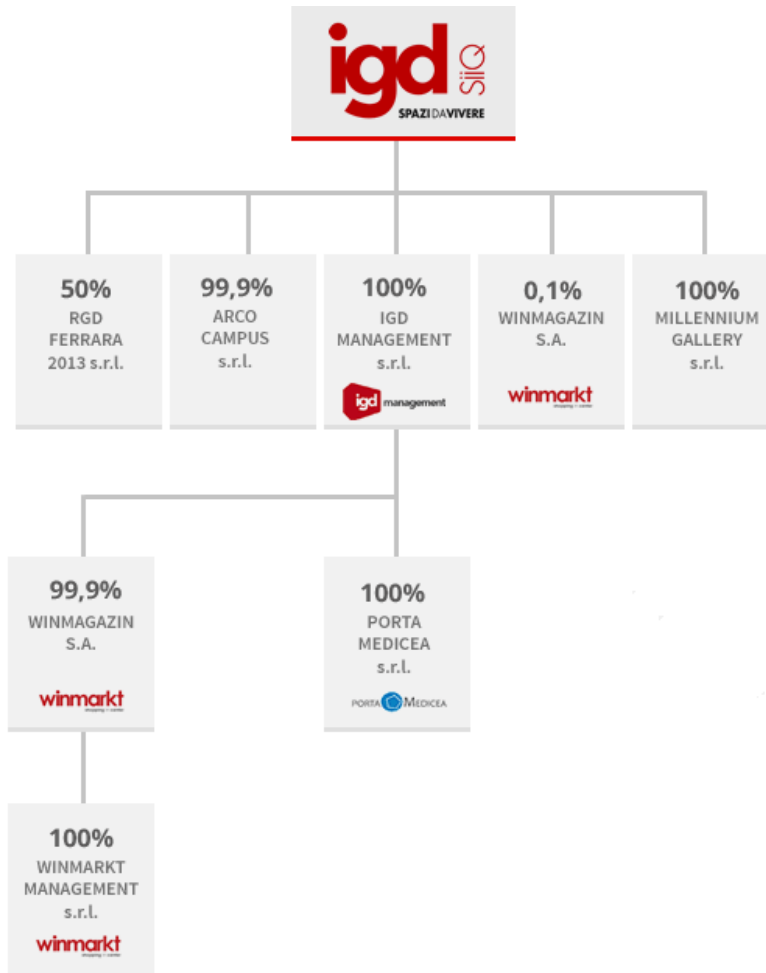 igd SiiQ
SPAZI DA VIVERE
50%
RGD
FERRARA
2013 s.r.l.
99,9%
ARCO
CAMPUS
s.r.l.
100%
IGD
MANAGEMENT
s.r.l.
igd management
0,1%
WINMAGAZIN
S.A.
winmarkt
100%
MILLENNIUM
GALLERY
s.r.l.
99,9%
WINMAGAZIN
S.A.
winmarkt
100%
PORTA
MEDICEA
s.r.l.
PORTA MEDICEA
100%
WINMARKT
MANAGEMENT
s.r.l.
winmarkt